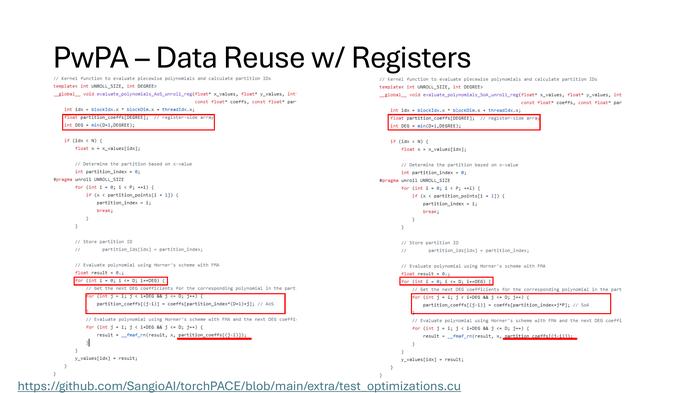 PwPA – Data Reuse w/ Registers
// Kernel function to evaluate piecewise polynomials and calculate partition IDs
template< int UNROLL_SIZE, int DEGREE>
__global__ void evaluate_polynomials_AoS_unroll_reg(float* x_values, float* y_values, int
const float* coeffs, const float* par
int idx = blockIdx.x * blockDim.x + threadIdx.x;
float partition_coeffs[DEGREE]; // register-size array
int DEG = min(D+1,DEGREE);
if (idx < N) {
float x = x_values[idx];
// Determine the partition based on x-value
int partition_index = 0;
#pragma unroll UNROLL_SIZE
for (int i = 0; i < P; ++i) {
if (x < partition_points[i + 1]) {
partition_index = i;
break;
}
}
// Store partition ID
// partition_ids[idx] = partition_index;
// Evaluate polynomial using Horner's scheme with FMA
float result = 0.;
for (int i = 0; i <= D; i+=DEG) {
// Get the next DEG coefficients for the corresponding polynomial in the part
for (int j = i; j < i+DEG && j <= D; j++) {
partition_coeffs[(j-i)] = coeffs[partition_index*(D+1)+j]; // AoS
}
// Evaluate polynomial using Horner's scheme with FMA and the next DEG coeffi
for (int j = i; j < i+DEG && j <= D; j++) {
result = __fmaf_rn(result, x, partition_coeffs[(j-i)]);
}
}
y_values[idx] = result;
}
}
// Kernel function to evaluate piecewise polynomials and calculate partition IDs
template< int UNROLL_SIZE, int DEGREE>
__global__ void evaluate_polynomials_SoA_unroll_reg(float* x_values, float* y_values, int
const float* coeffs, const float* par
int idx = blockIdx.x * blockDim.x + threadIdx.x;
float partition_coeffs[DEGREE]; // register-size array
int DEG = min(D+1,DEGREE);
if (idx < N) {
float x = x_values[idx];
// Determine the partition based on x-value
int partition_index = 0;
#pragma unroll UNROLL_SIZE
for (int i = 0; i < P; ++i) {
if (x < partition_points[i + 1]) {
partition_index = i;
break;
}
}
// Store partition ID
// partition_ids[idx] = partition_index;
// Evaluate polynomial using Horner's scheme with FMA
float result = 0.;
for (int i = 0; i <= D; i+=DEG) {
// Get the next DEG coefficients for the corresponding polynomial in the part
for (int j = i; j < i+DEG && j <= D; j++) {
partition_coeffs[(j-i)] = coeffs[partition_index+j*P]; // SoA
}
// Evaluate polynomial using Horner's scheme with FMA and the next DEG coeffi
for (int j = i; j < i+DEG && j <= D; j++) {
result = __fmaf_rn(result, x, partition_coeffs[(j-i)]);
}
}
y_values[idx] = result;
}
}
https://github.com/SangioAI/torchPACE/blob/main/extra/test_optimizations.cu